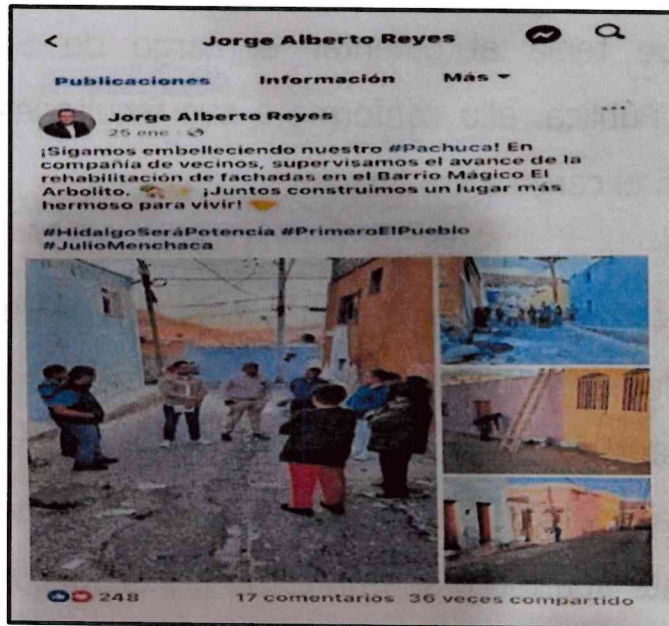 Jorge Alberto Reyes
Publicaciones Información Más
Jorge Alberto Reyes
25 ene
¡Sigamos embelleciendo nuestro #Pachuca! En
compañía de vecinos, supervisamos el avance de la
rehabilitación de fachadas en el Barrio Mágico El
Arbolito. ¡Juntos construimos un lugar más
hermoso para vivir!
#HidalgoSeráPotencia #PrimeroElPueblo
#JulioMenchaca
248 17 comentarios 36 veces compartido